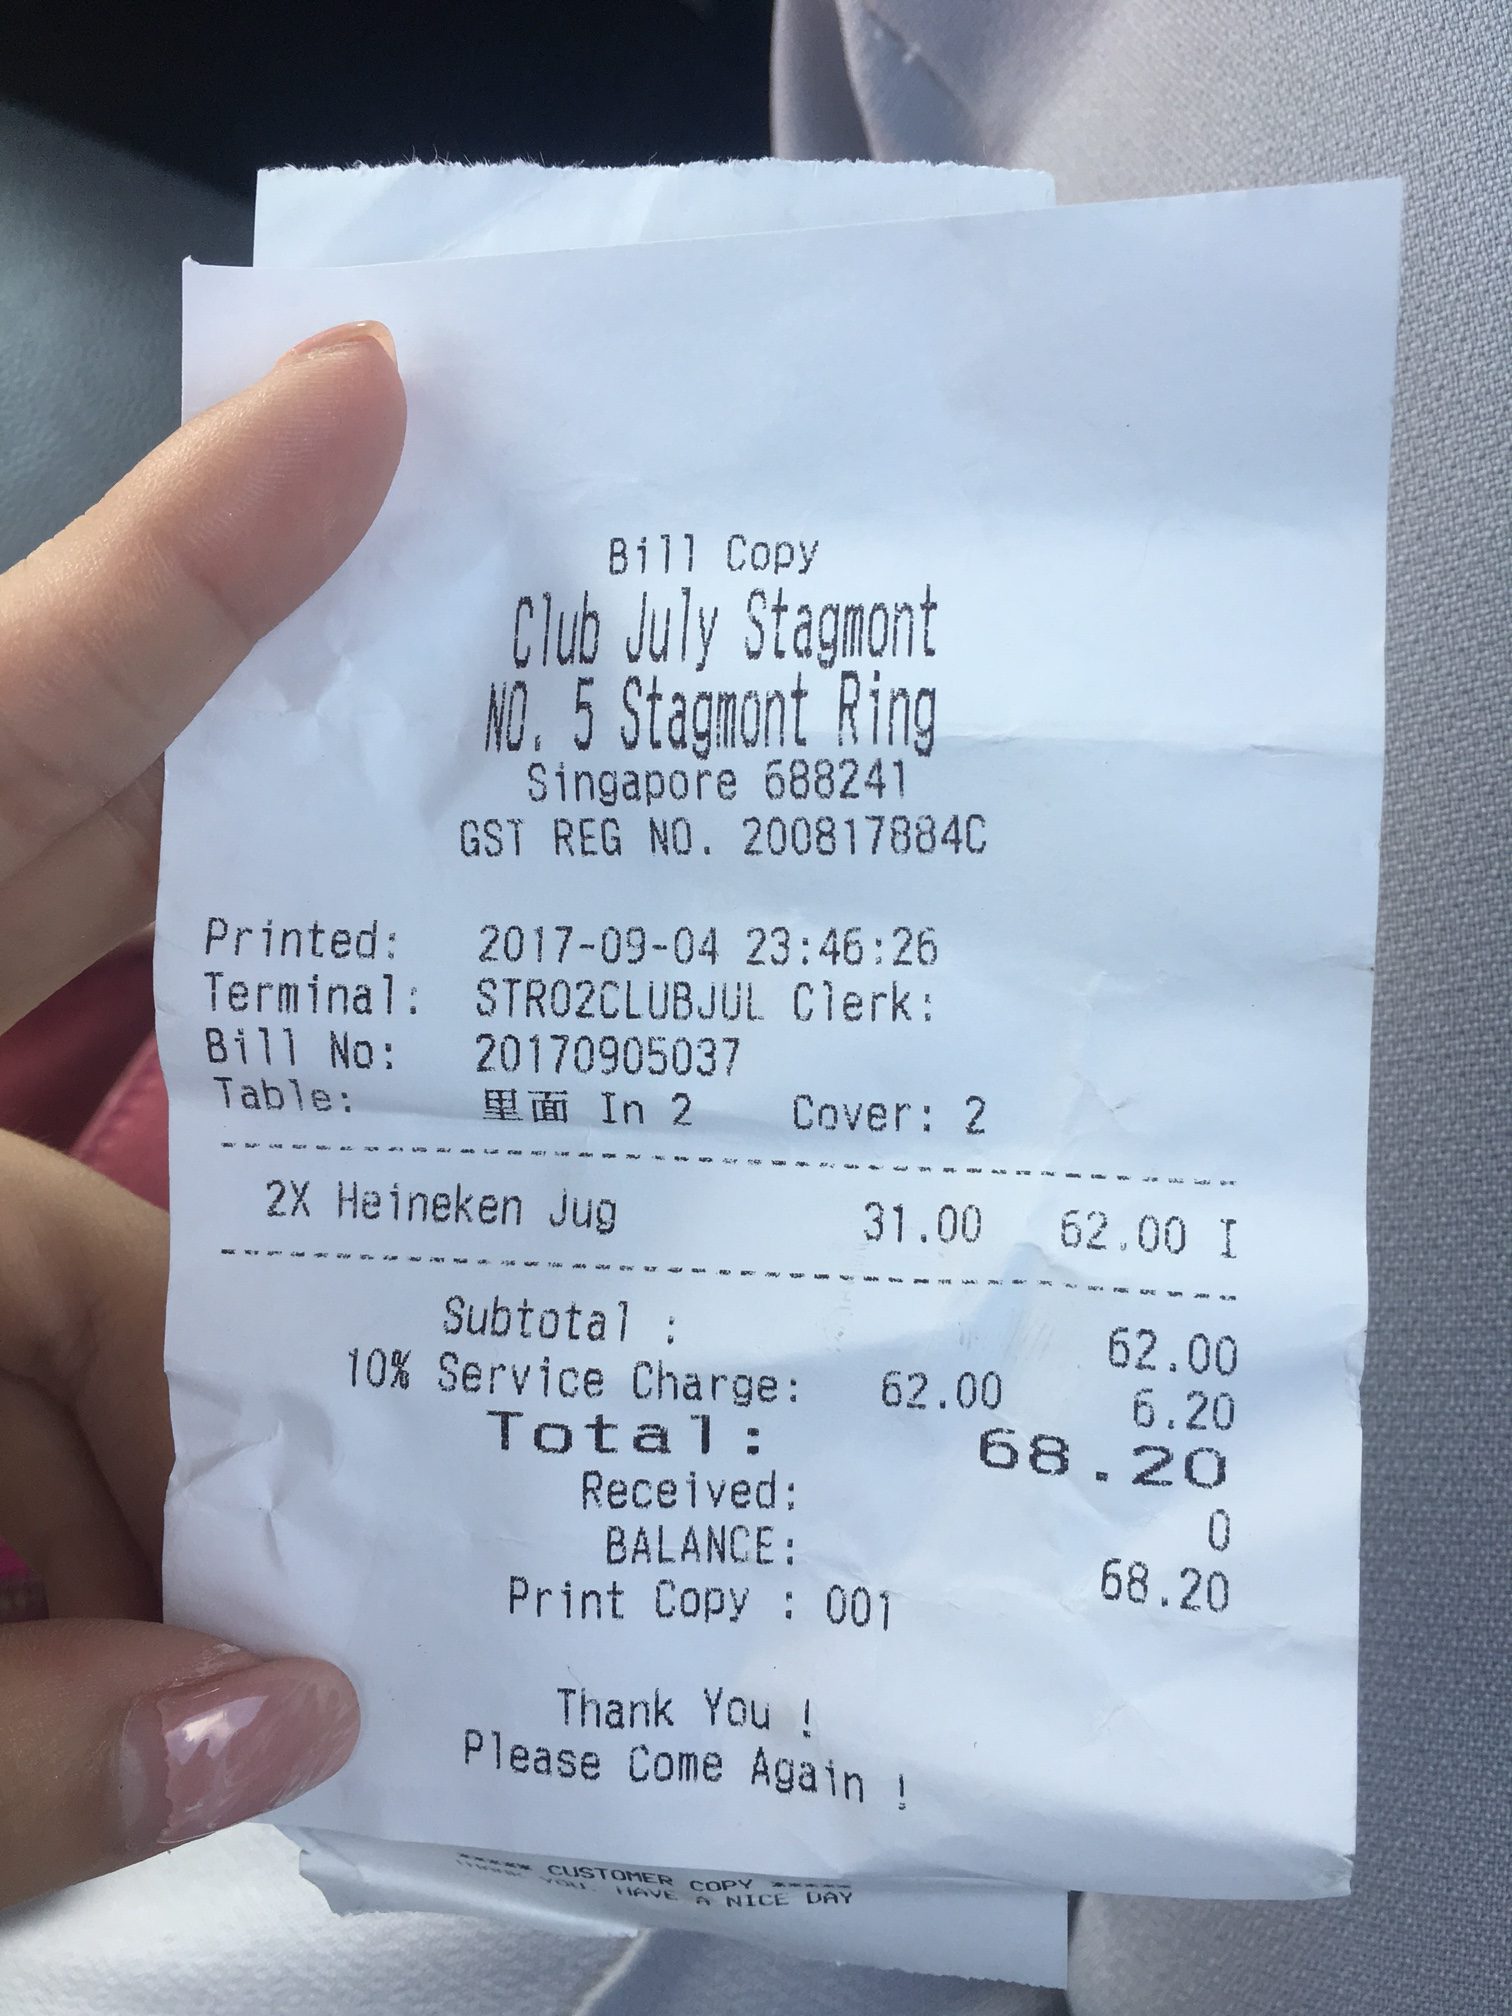 Bill Copy
Club July Stagmont
NO. 5 Stagmont Ring
Singapore 688241
GST REG NO. 200817884C
Printed: 2017-09-04 23:46:26
Terminal: STR02CLUBJUL Clerk:
Bill No: 20170905037
Table: 里面 In 2 Cover: 2
2X Heineken Jug 31.00 62.00 I
Subtotal : 62.00
10% Service Charge: 62.00 6.20
Total: 68.20
Received: 0
BALANCE: 68.20
Print Copy : 001
Thank You !
Please Come Again !
***** CUSTOMER COPY *****
THANK YOU. HAVE A NICE DAY